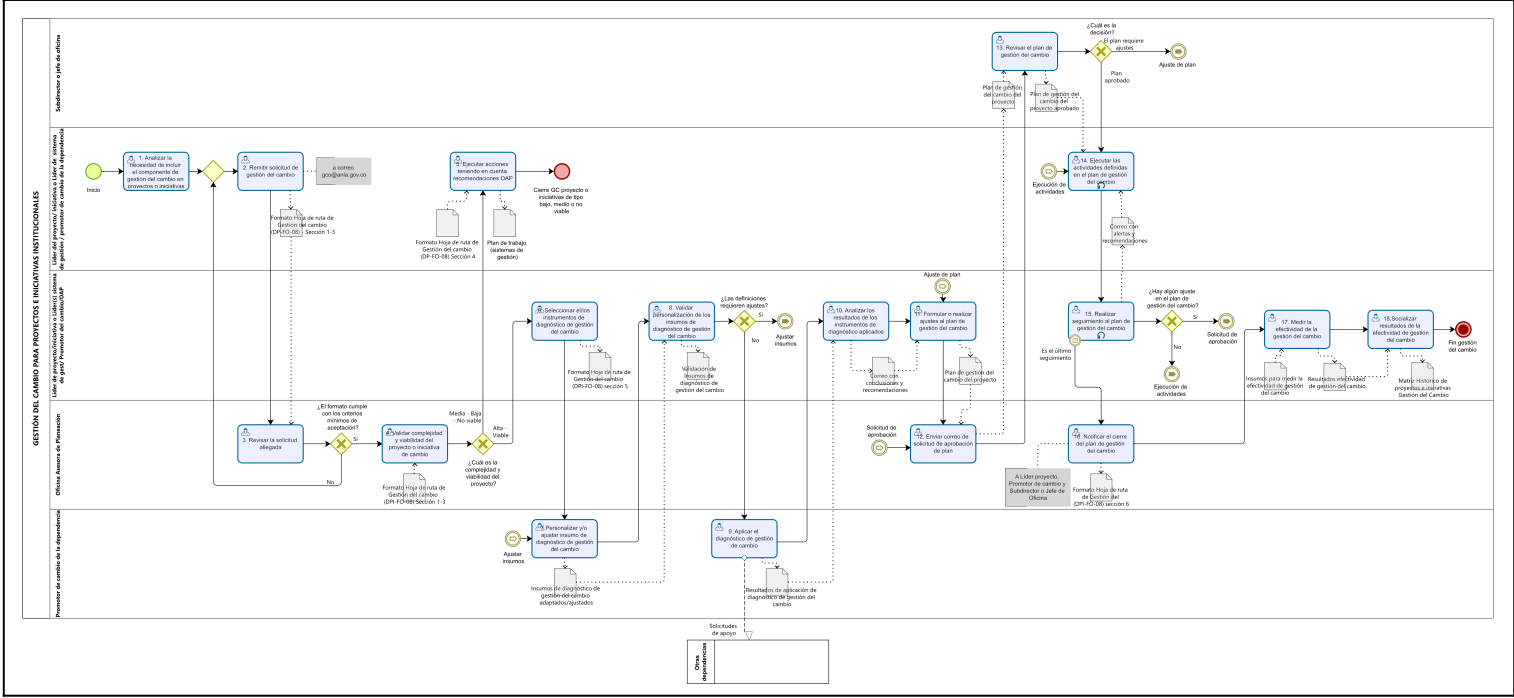 GESTIÓN DEL CAMBIO PARA PROYECTOS E INICIATIVAS INSTITUCIONALES
Subdirector o jefe de oficina
13. Revisar el plan de
gestión del cambio
¿Cuál es la
decisión?
El plan requiere
ajustes
Ajuste de plan
Plan
aprobado
Plan de gestión
del cambio del
proyecto
Plan de gestión del
cambio del
proyecto aprobado
Líder del proyecto/ iniciativa o Líder de sistema
de gestión / promotor de cambio de la dependencia
Inicio
1. Analizar la
necesidad de incluir
el componente de
gestión del cambio en
proyectos o iniciativas
2. Remitir solicitud de
gestión del cambio
a correo
gco@anla.gov.co
Formato Hoja de ruta de
Gestión del cambio
(DP-FO-08) - Sección 1-3
5. Ejecutar acciones
teniendo en cuenta
recomendaciones OAP
Cierre GC proyecto o
iniciativas de tipo
bajo, medio o no
viable
Formato Hoja de ruta de
Gestión del cambio
(DP-FO-08) Sección 4
Plan de trabajo
(sistemas de
gestión)
Ejecución de
actividades
14. Ejecutar las
actividades definidas
en el plan de gestión
del cambio
Correo con
alertas y
recomendaciones
Líder de proyecto/iniciativa o Líder(s) sistema
de gest/ Promotor del cambio/OAP
6. Seleccionar el/los
instrumentos de
diagnóstico de gestión
del cambio
Formato Hoja de ruta de
Gestión del cambio
(DPI-FO-08) sección 5
8. Validar
personalización de los
insumos de
diagnóstico de gestión
del cambio
Validación de
Insumos de
diagnóstico de
gestión del cambio
¿Las definiciones
requieren ajustes?
Si
No
Ajustar
insumos
10. Analizar los
resultados de los
instrumentos de
diagnóstico aplicados
Correo con
conclusiones y
recomendaciones
Ajuste de plan
11. Formular o realizar
ajustes al plan de
gestión del cambio
Plan de gestión del
cambio del proyecto
15. Realizar
seguimiento al plan de
gestión del cambio
Es el último
seguimiento
¿Hay algún ajuste
en el plan de
gestión del cambio?
Si
Solicitud de
aprobación
No
Ejecución de
actividades
17. Medir la
efectividad de la
gestión del cambio
18.Socializar
resultados de la
efectividad de gestión
del cambio
Fin gestión
del cambio
Insumos para medir la
efectividad de gestión
del cambio
Resultados efectividad
de gestión del cambio
Matriz Histórico de
proyectos e iniciativas
Gestión del Cambio
Oficina Asesora de Planeación
3. Revisar la solicitud
allegada
¿El formato cumple
con los criterios
mínimos de
aceptación?
Si
No
4. Validar complejidad
y viabilidad del
proyecto o iniciativa
de cambio
Formato Hoja de ruta de
Gestión del cambio
(DPI-FO-08) Sección 1-3
Media - Baja
- No viable
Alta -
Viable
¿Cuál es la
complejidad y
viabilidad del
proyecto?
Solicitud de
aprobación
12. Enviar correo de
solicitud de aprobación
de plan
16. Notificar el cierre
del plan de gestión
del cambio
A Líder proyecto,
Promotor de cambio y
Subdirector o Jefe de
Oficina
Formato Hoja de ruta
de Gestión del
(DPI-FO-08) sección 6
Promotor de cambio de la dependencia
Ajustar
insumos
7. Personalizar y/o
ajustar insumo de
diagnóstico de gestión
del cambio
Insumos de diagnóstico de
gestión del cambio
adaptados/ajustados
9. Aplicar el
diagnóstico de gestión
de cambio
Resultados de aplicación de
diagnóstico de gestión del
cambio
Solicitudes
de apoyo
Otras
dependencias